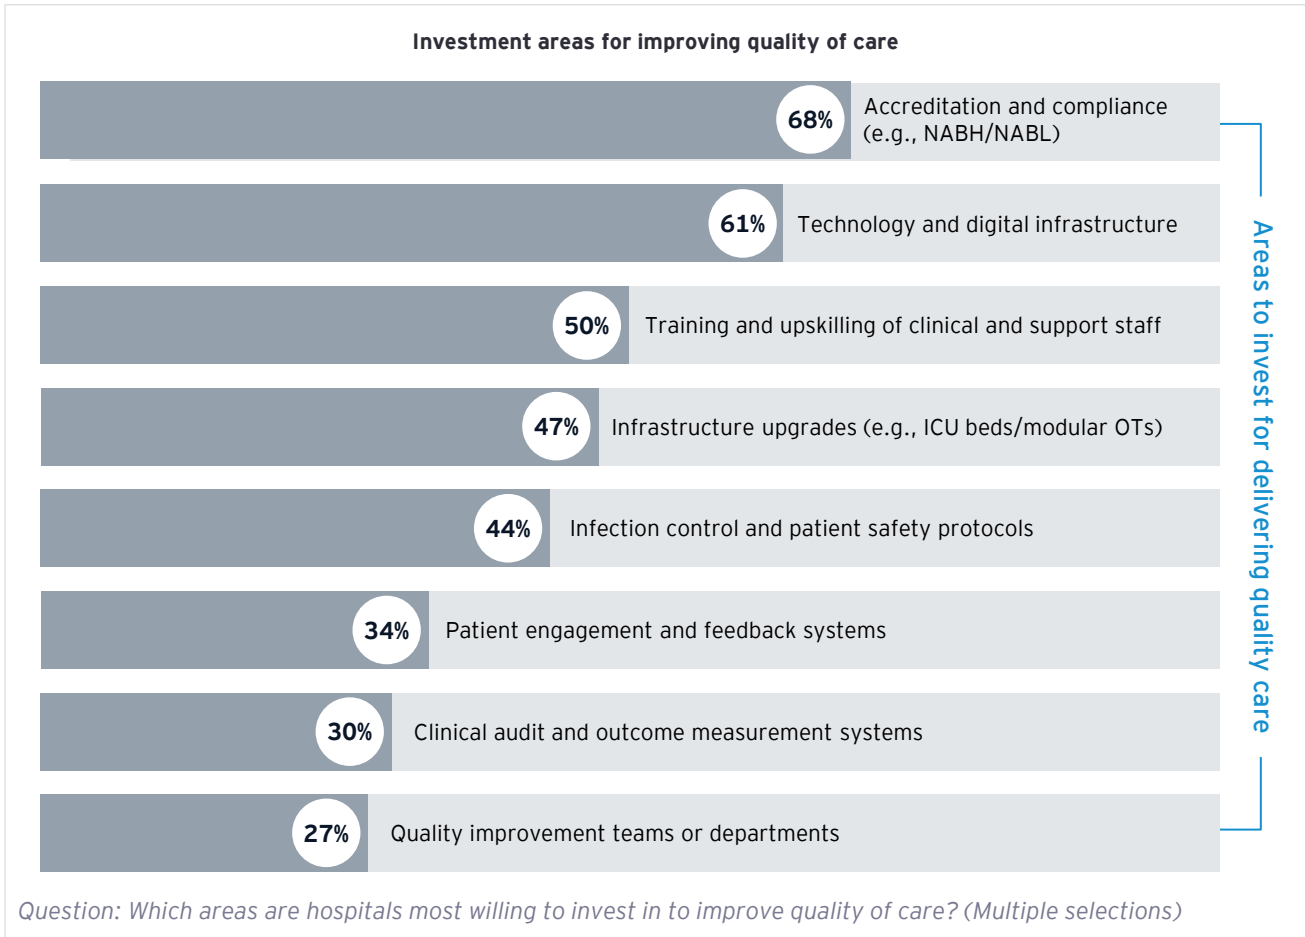 Investment areas for improving quality of care
68%
Accreditation and compliance
(e.g., NABH/NABL)
61%
Technology and digital infrastructure
50%
Training and upskilling of clinical and support staff
47%
Infrastructure upgrades (e.g., ICU beds/modular OTs)
44%
Infection control and patient safety protocols
34%
Patient engagement and feedback systems
30%
Clinical audit and outcome measurement systems
27%
Quality improvement teams or departments
Areas to invest for delivering quality care
Question: Which areas are hospitals most willing to invest in to improve quality of care? (Multiple selections)